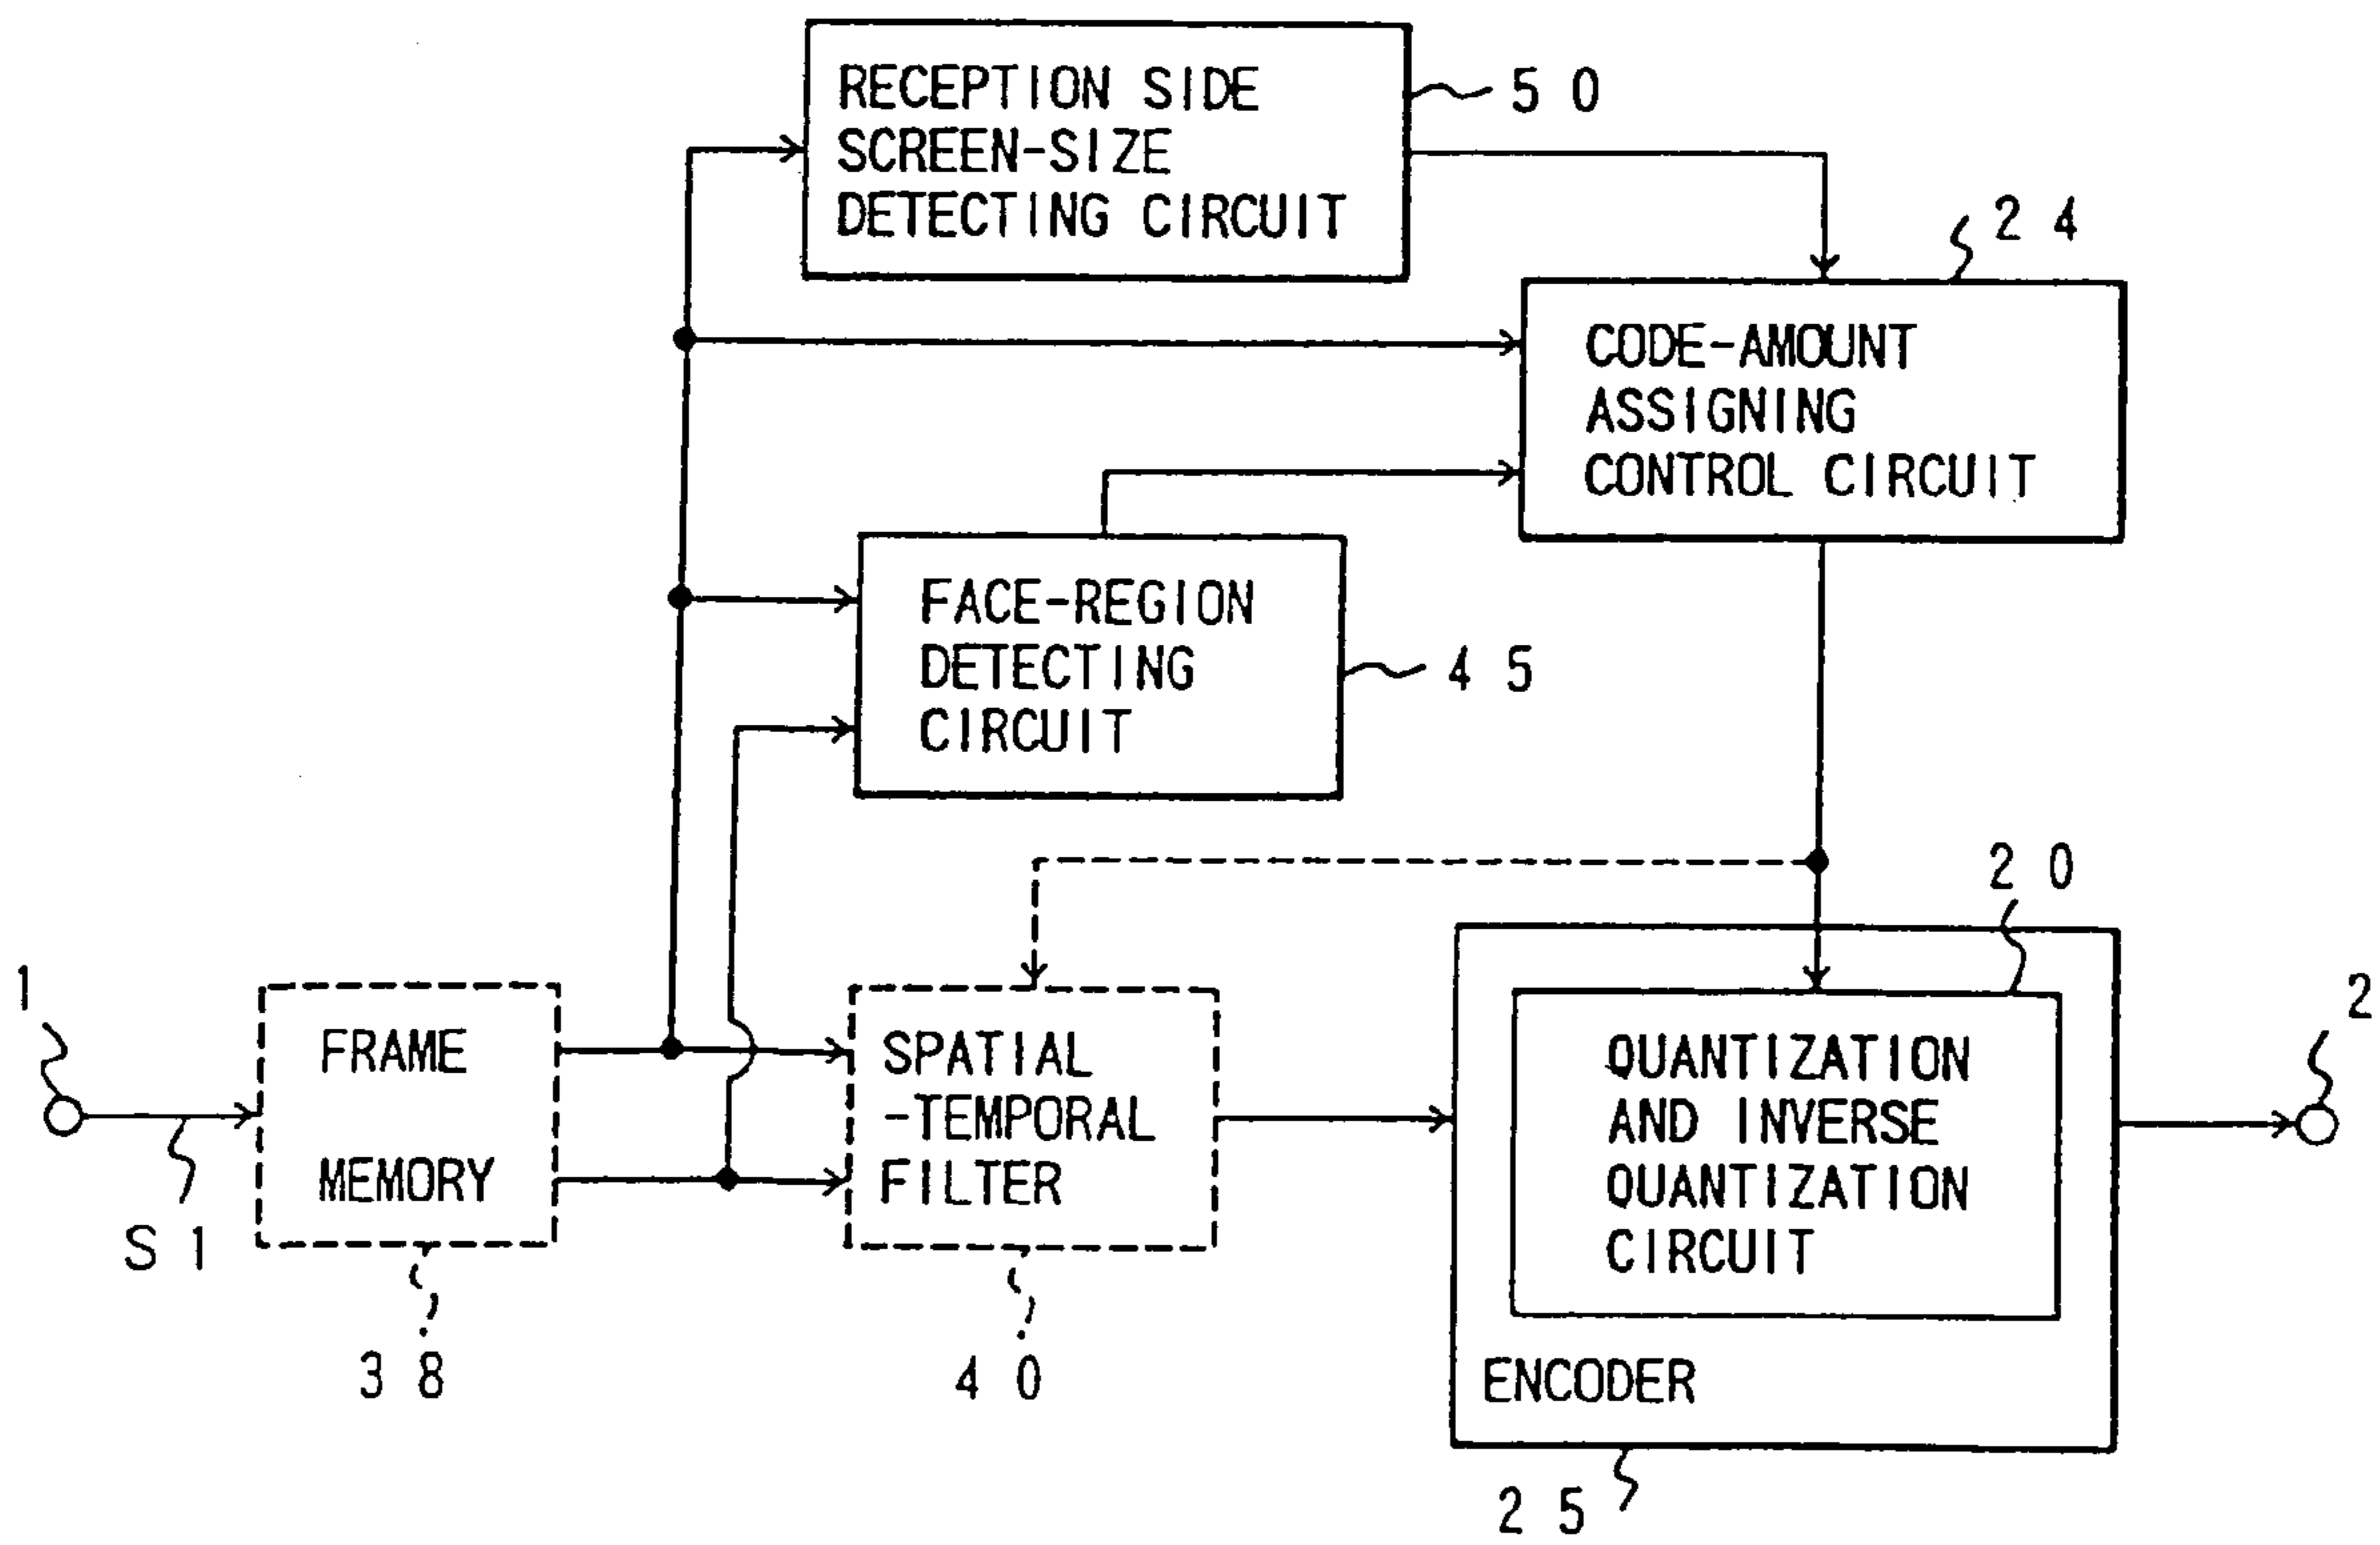 RECEPTION SIDE
SCREEN-SIZE
DETECTING CIRCUIT
50
24
CODE-AMOUNT
ASSIGNING
CONTROL CIRCUIT
FACE-REGION
DETECTING
CIRCUIT
45
20
1
2
FRAME
MEMORY
SPATIAL
-TEMPORAL
FILTER
QUANTIZATION
AND INVERSE
QUANTIZATION
CIRCUIT
S1
38
40
ENCODER
25